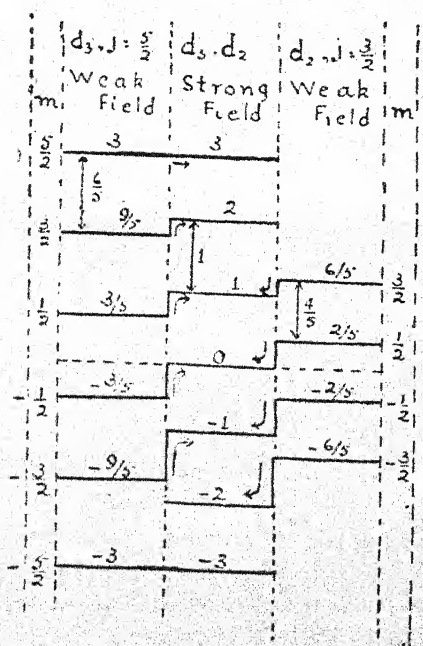 d₃, j = 5/2 d₃ . d₂ d₂, j = 3/2
Weak Strong Weak
m Field Field Field m
5/2 3 3
6/5
3/2 9/5 2
1
1/2 3/5 1 6/5 3/2
4/5
0 2/5 1/2
-1/2 -3/5 -1 -2/5 -1/2
-3/2 -9/5 -2 -6/5 -3/2
-5/2 -3 -3